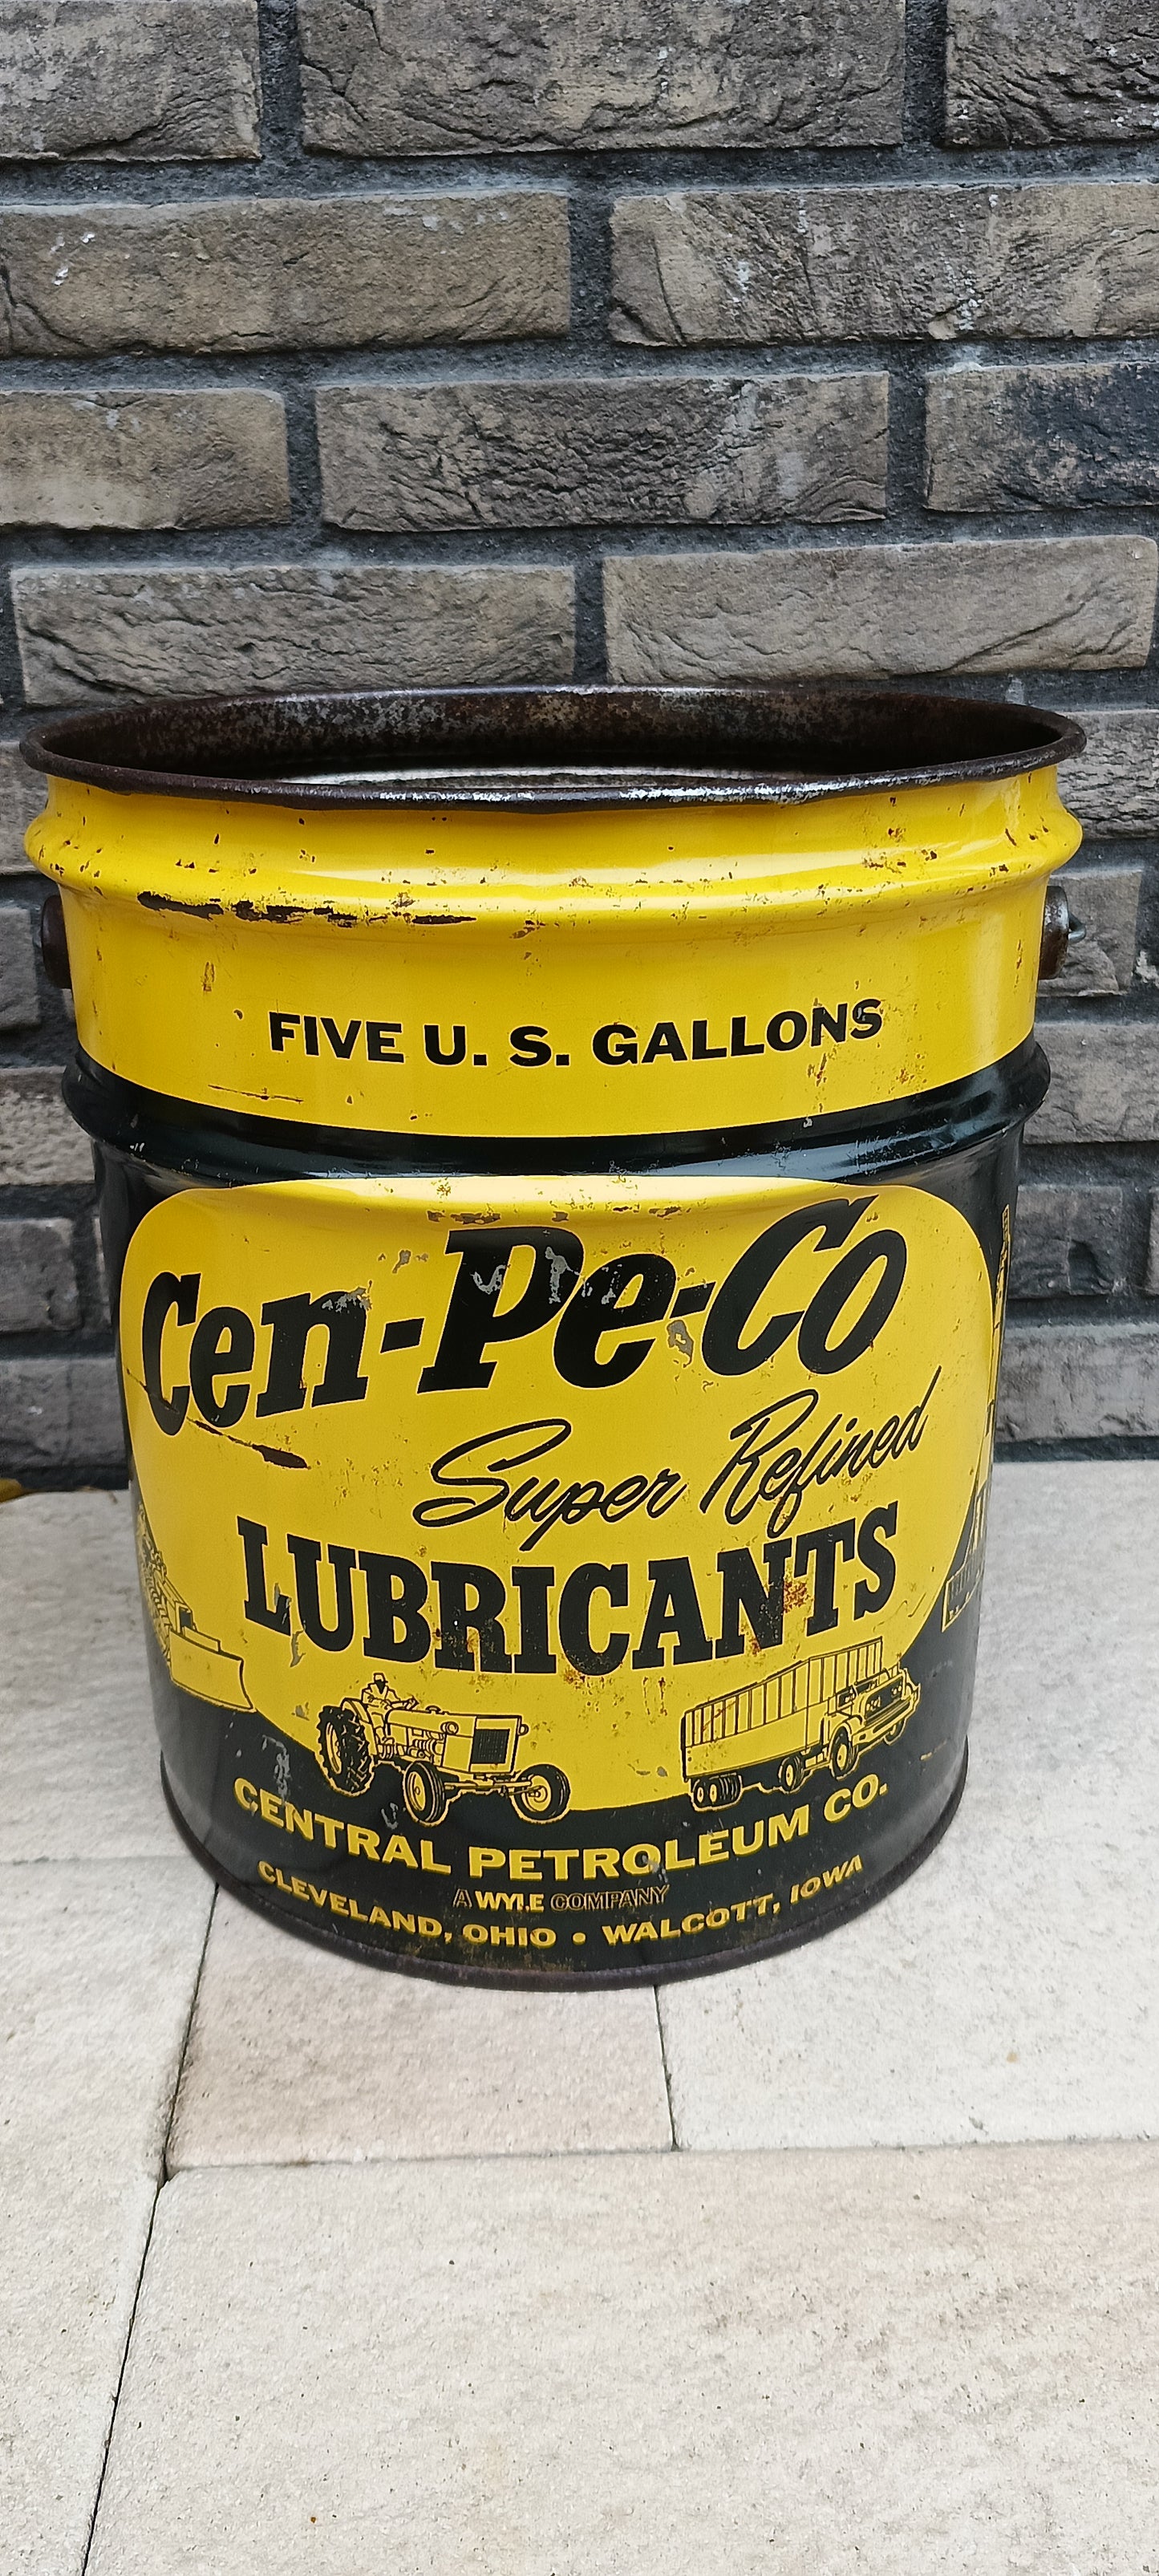 FIVE U. S. GALLONS
Cen-Pe-Co
Super Refined
LUBRICANTS
CENTRAL PETROLEUM CO.
A WYLE COMPANY
CLEVELAND, OHIO • WALCOTT, IOWA